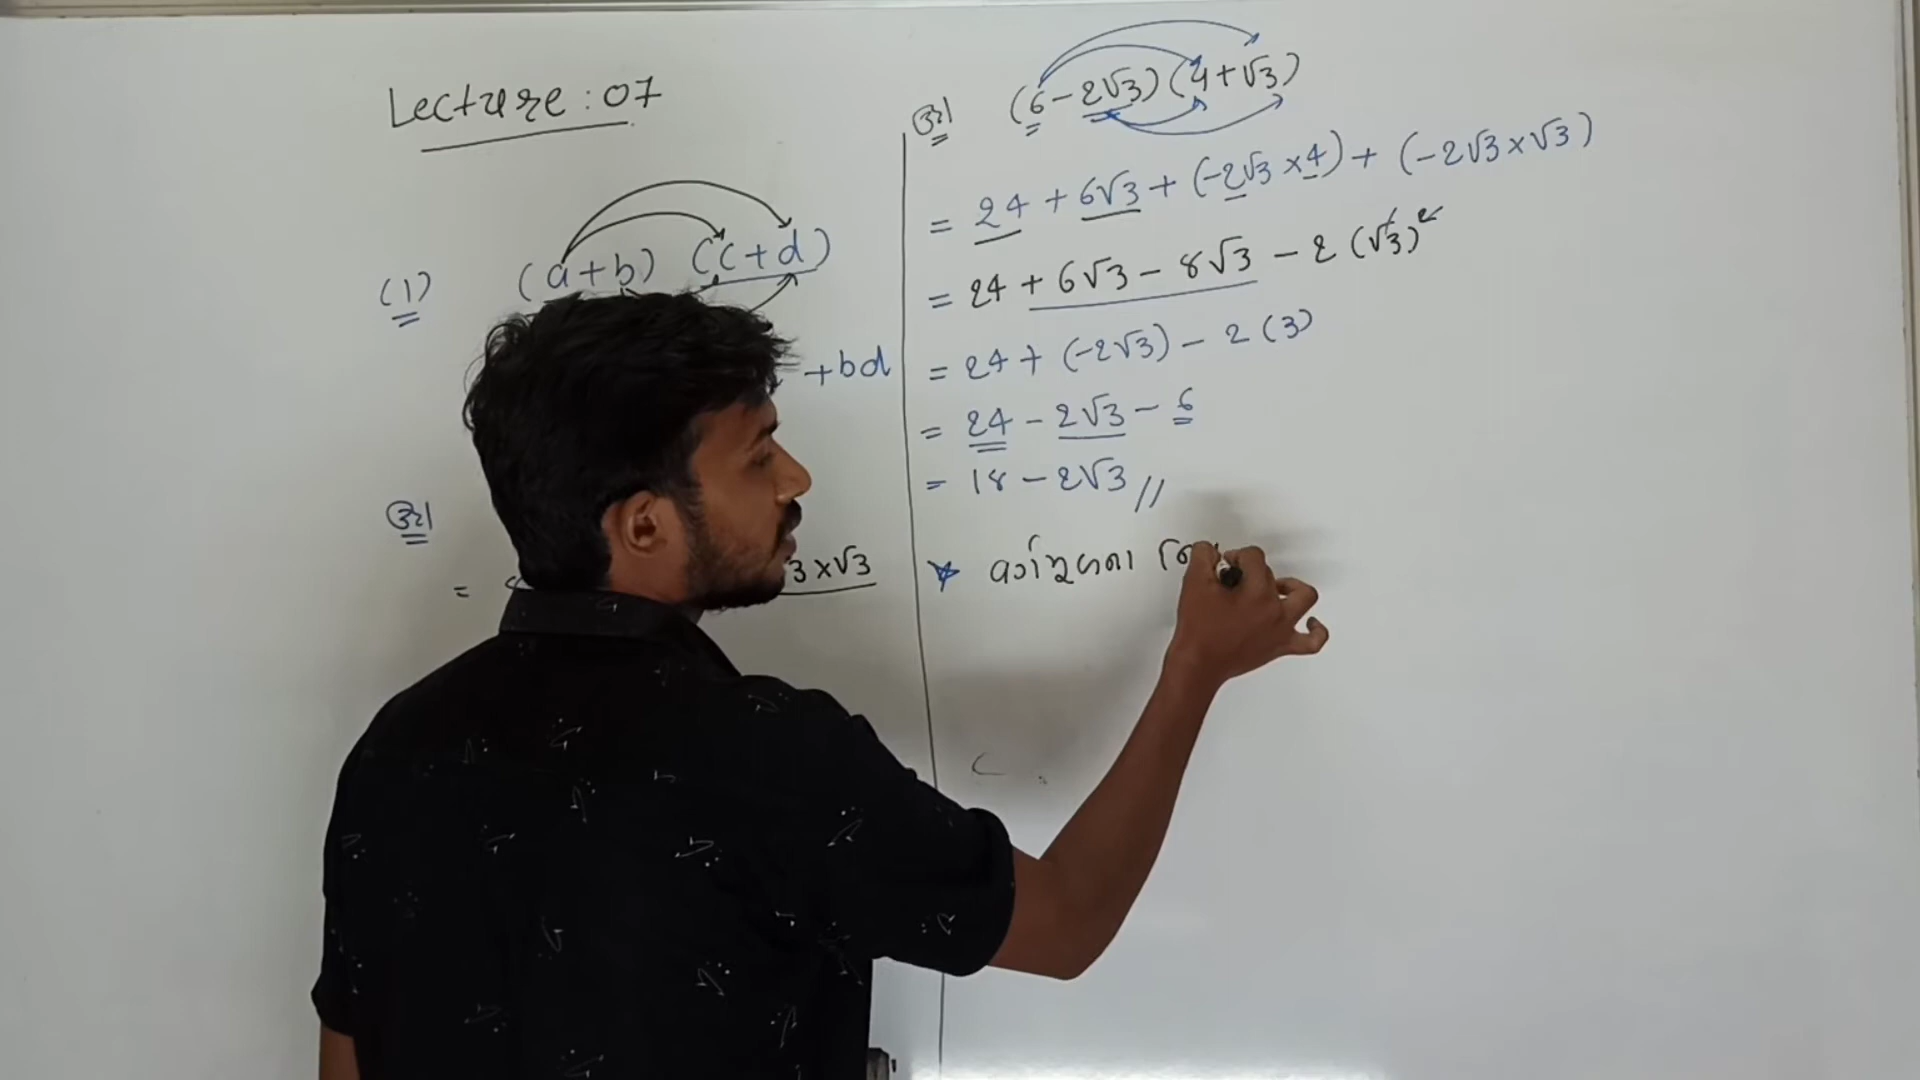 Lecture : 07
(1) (a+b) (c+d)
+bd
ઉદા
= 3×√3
ઉદા (6-2√3)(4+√3)
= 24 + 6√3 + (-2√3×4) + (-2√3×√3)
= 24 + 6√3 - 8√3 - 2(√3)²
= 24 + (-2√3) - 2(3)
= 24 - 2√3 - 6
= 18 - 2√3 //
* વર્ગમૂળના